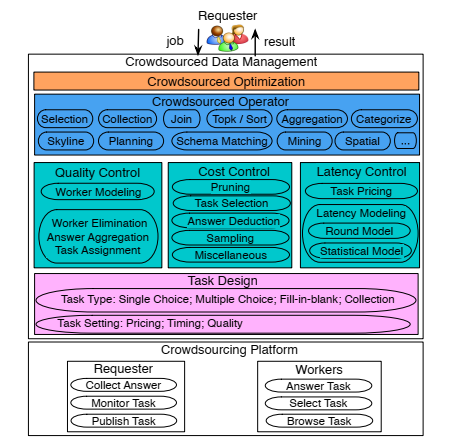 Requester
job
result
Crowdsourced Data Management
Crowdsourced Optimization
Crowdsourced Operator
Selection Collection Join Topk / Sort Aggregation Categorize
Skyline Planning Schema Matching Mining Spatial ...
Quality Control
Worker Modeling
Worker Elimination
Answer Aggregation
Task Assignment
Cost Control
Pruning
Task Selection
Answer Deduction
Sampling
Miscellaneous
Latency Control
Task Pricing
Latency Modeling
Round Model
Statistical Model
Task Design
Task Type: Single Choice; Multiple Choice; Fill-in-blank; Collection
Task Setting: Pricing; Timing; Quality
Crowdsourcing Platform
Requester
Collect Answer
Monitor Task
Publish Task
Workers
Answer Task
Select Task
Browse Task